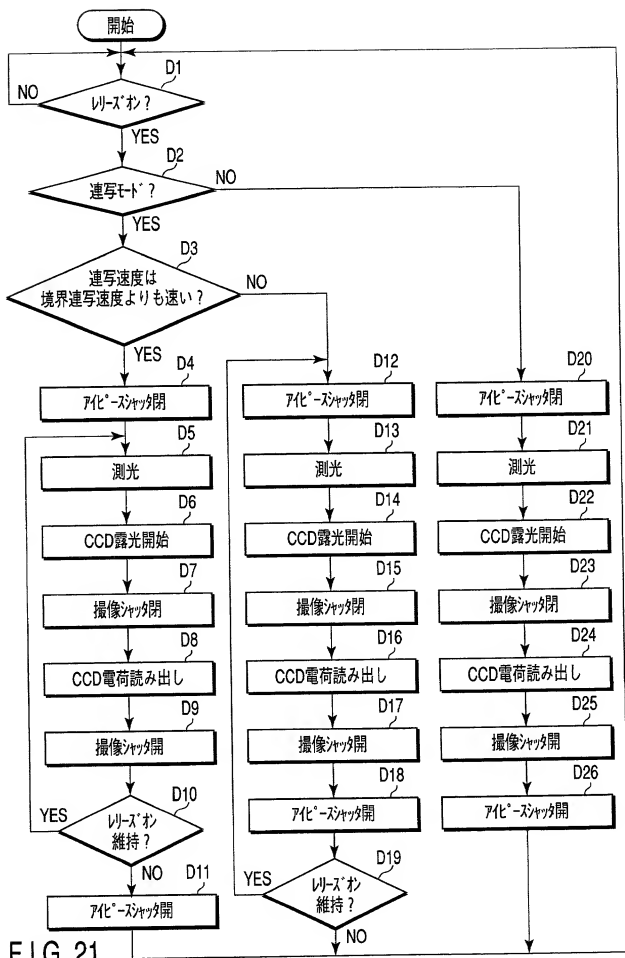 開始
D1
レリーズオン?
NO
YES
D2
連写モード?
NO
YES
D3
連写速度は
境界連写速度よりも速い?
NO
YES
D4
アイピースシャッタ閉
D5
測光
D6
CCD露光開始
D7
撮像シャッタ閉
D8
CCD電荷読み出し
D9
撮像シャッタ開
D10
レリーズオン
維持?
YES
NO
D11
アイピースシャッタ開
D12
アイピースシャッタ閉
D13
測光
D14
CCD露光開始
D15
撮像シャッタ閉
D16
CCD電荷読み出し
D17
撮像シャッタ開
D18
アイピースシャッタ開
D19
レリーズオン
維持?
YES
NO
D20
アイピースシャッタ閉
D21
測光
D22
CCD露光開始
D23
撮像シャッタ閉
D24
CCD電荷読み出し
D25
撮像シャッタ開
D26
アイピースシャッタ開
FIG. 21